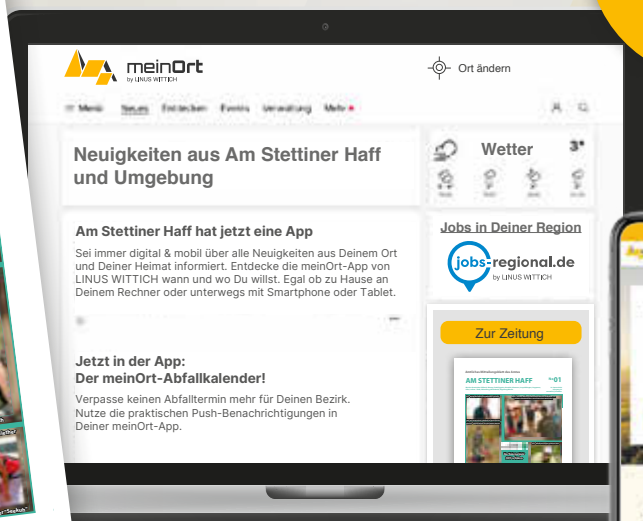 meinOrt
by LINUS WITTICH
Ort ändern
Menü Neues Entdecken Events Verwaltung Mehr
Neuigkeiten aus Am Stettiner Haff
und Umgebung
Wetter 3°
Am Stettiner Haff hat jetzt eine App
Sei immer digital & mobil über alle Neuigkeiten aus Deinem Ort
und Deiner Heimat informiert. Entdecke die meinOrt-App von
LINUS WITTICH wann und wo Du willst. Egal ob zu Hause an
Deinem Rechner oder unterwegs mit Smartphone oder Tablet.
Jobs in Deiner Region
jobs-regional.de
by LINUS WITTICH
Zur Zeitung
AM STETTINER HAFF 01
Jetzt in der App:
Der meinOrt-Abfallkalender!
Verpasse keinen Abfalltermin mehr für Deinen Bezirk.
Nutze die praktischen Push-Benachrichtigungen in
Deiner meinOrt-App.